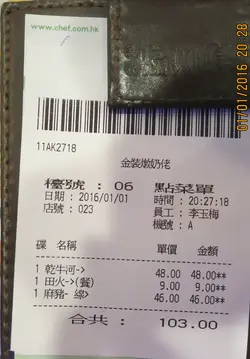 www.chef.com.hk
01/01/2016 20:28
11AK2718
金裝燉奶佬
檯號 : 06 點菜單
日期 : 2016/01/01 時間 : 20:27:18
店號 : 023 員工 : 李玉梅
機號 : A
碟 名稱 單價 金額
1 乾牛河-> 48.00 48.00**
1 田火->(餐) 9.00 9.00**
1 麻豬- 線> 46.00 46.00**
合共 : 103.00